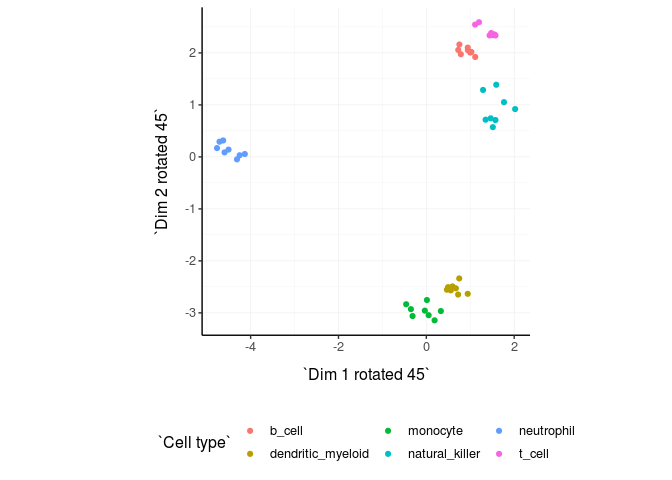 2
1
0
-1
-2
-3
`Dim 2 rotated 45`
-4
-2
0
2
`Dim 1 rotated 45`
`Cell type`
b_cell
monocyte
neutrophil
dendritic_myeloid
natural_killer
t_cell